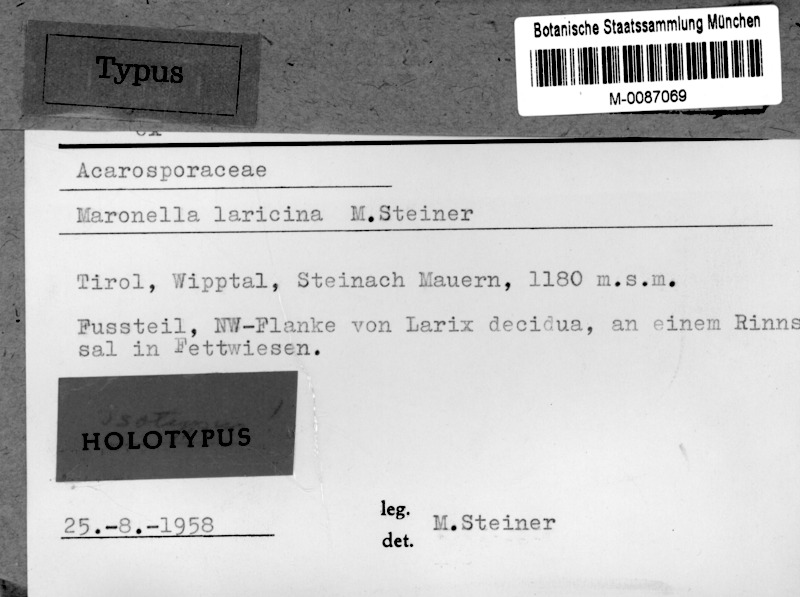 Typus
Botanische Staatssammlung München
M-0087069
Acarosporaceae
Maronella laricina M.Steiner
Tirol, Wipptal, Steinach Mauern, 1180 m.s.m.
Fussteil, NW-Flanke von Larix decidua, an einem Rinns
sal in Fettwiesen.
HOLOTYPUS
25.-8.-1958
leg.
det.
M.Steiner